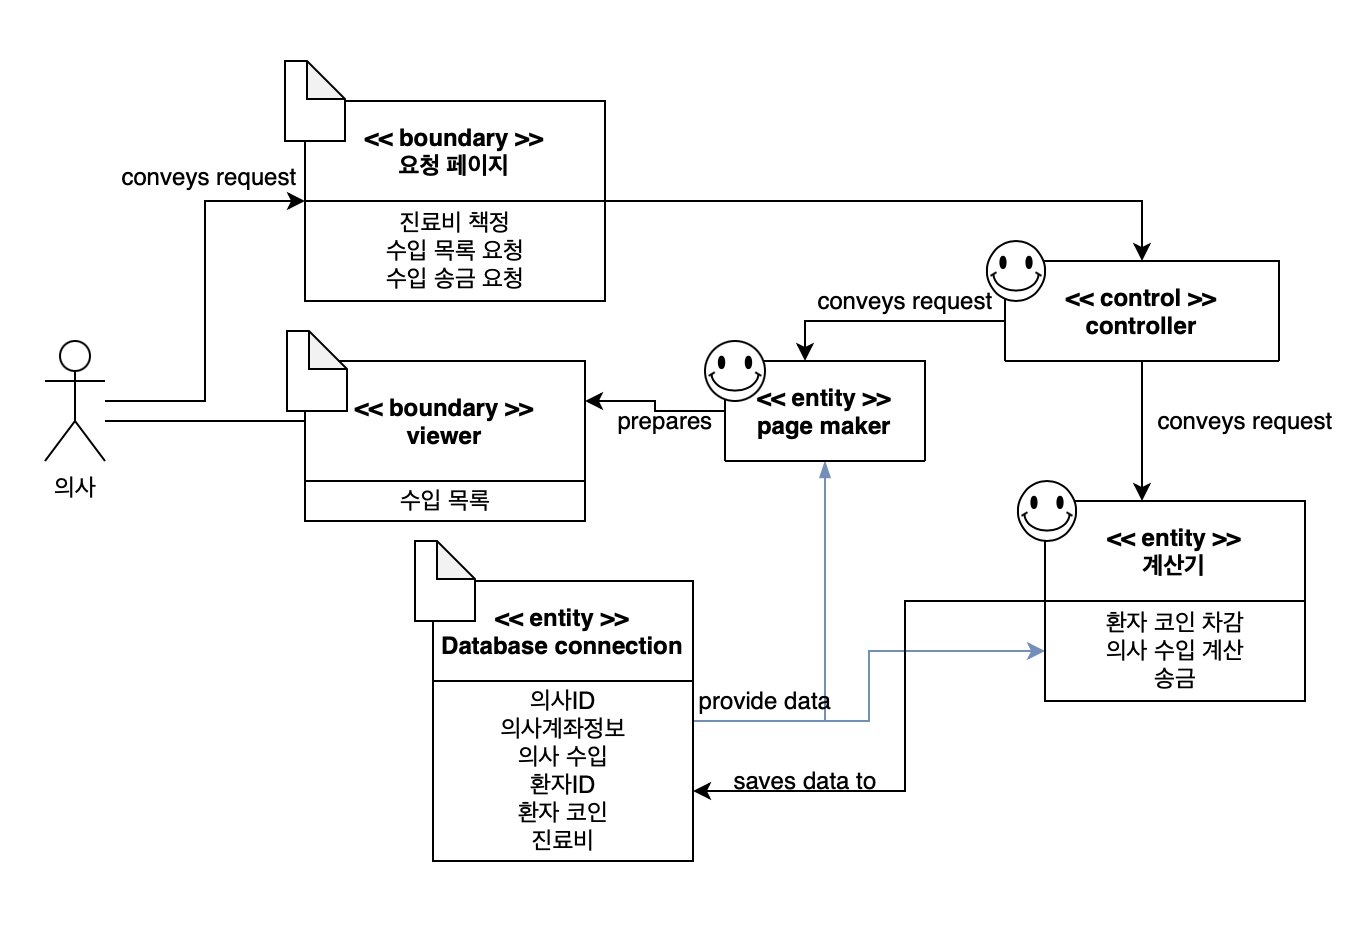 << boundary >>
요청 페이지
conveys request
진료비 책정
수입 목록 요청
수입 송금 요청
<< control >>
controller
conveys request
<< boundary >>
viewer
<< entity >>
page maker
prepares
conveys request
의사
수입 목록
<< entity >>
계산기
환자 코인 차감
의사 수입 계산
송금
<< entity >>
Database connection
의사ID
의사계좌정보
의사 수입
환자ID
환자 코인
진료비
provide data
saves data to